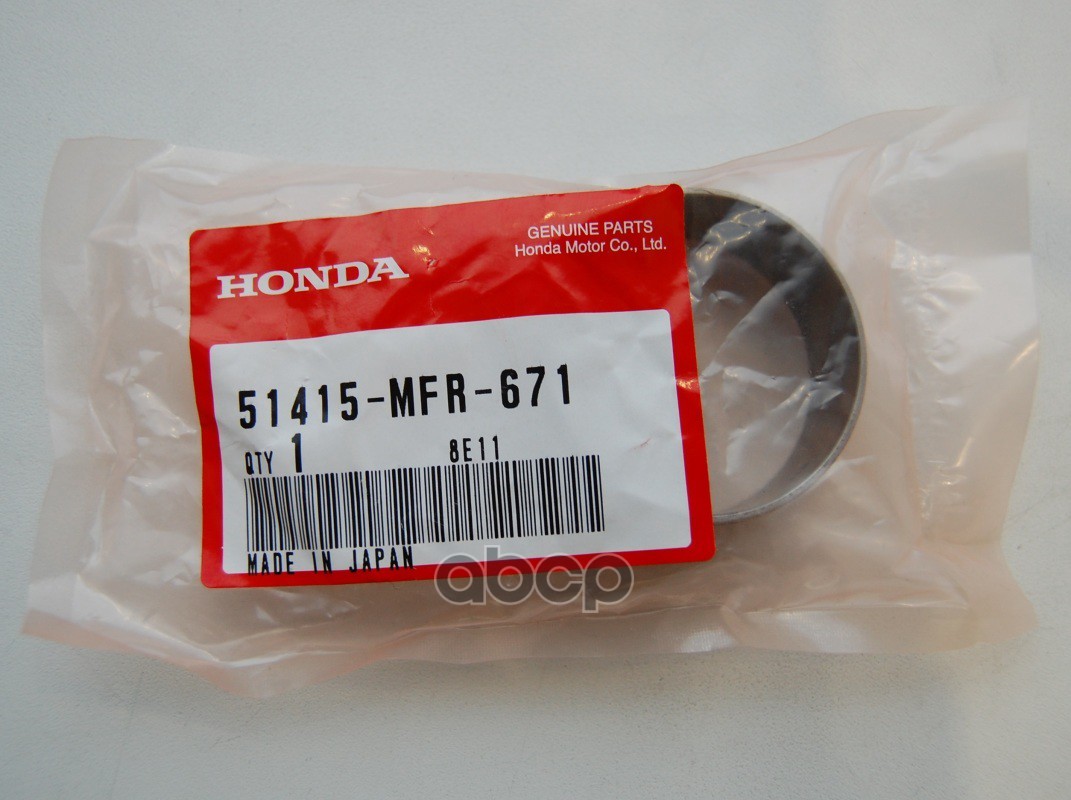 GENUINE PARTS
Honda Motor Co., Ltd.
HONDA
51415-MFR-671
QTY 1 8E11
MADE IN JAPAN
abcp